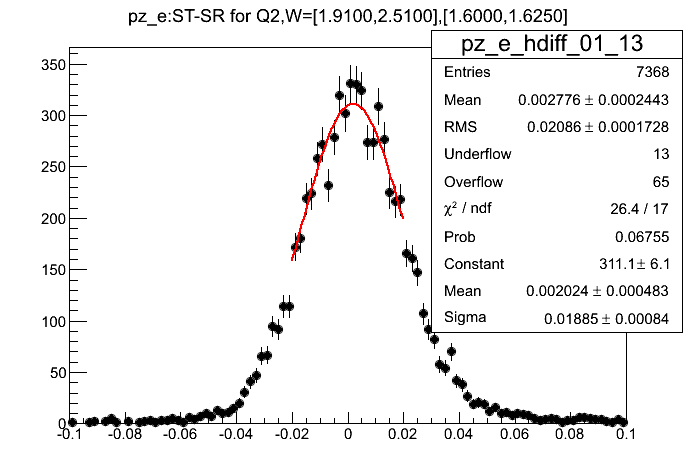 pz_e:ST-SR for Q2,W=[1.9100,2.5100],[1.6000,1.6250]
pz_e_hdiff_01_13
Entries 7368
Mean 0.002776 ± 0.0002443
RMS 0.02086 ± 0.0001728
Underflow 13
Overflow 65
χ² / ndf 26.4 / 17
Prob 0.06755
Constant 311.1 ± 6.1
Mean 0.002024 ± 0.000483
Sigma 0.01885 ± 0.00084
350
300
250
200
150
100
50
0
-0.1 -0.08 -0.06 -0.04 -0.02 0 0.02 0.04 0.06 0.08 0.1